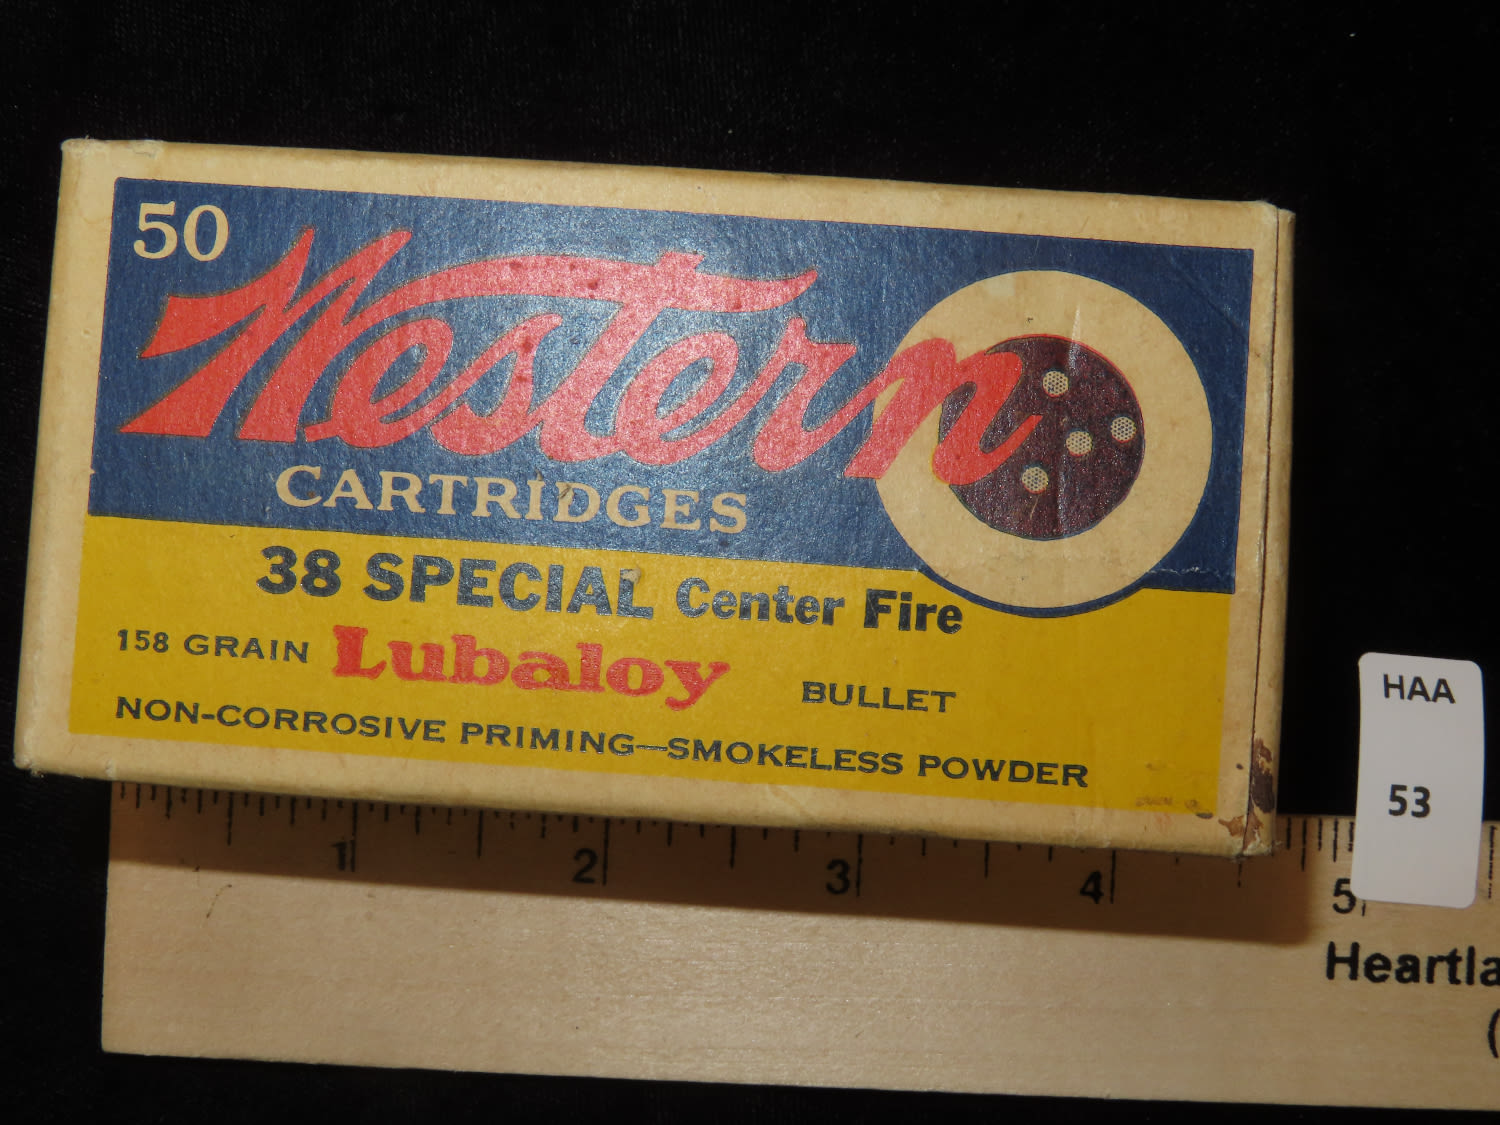 50
Western
CARTRIDGES
38 SPECIAL Center Fire
158 GRAIN Lubaloy BULLET
NON-CORROSIVE PRIMING—SMOKELESS POWDER
HAA
53
1 2 3 4 5